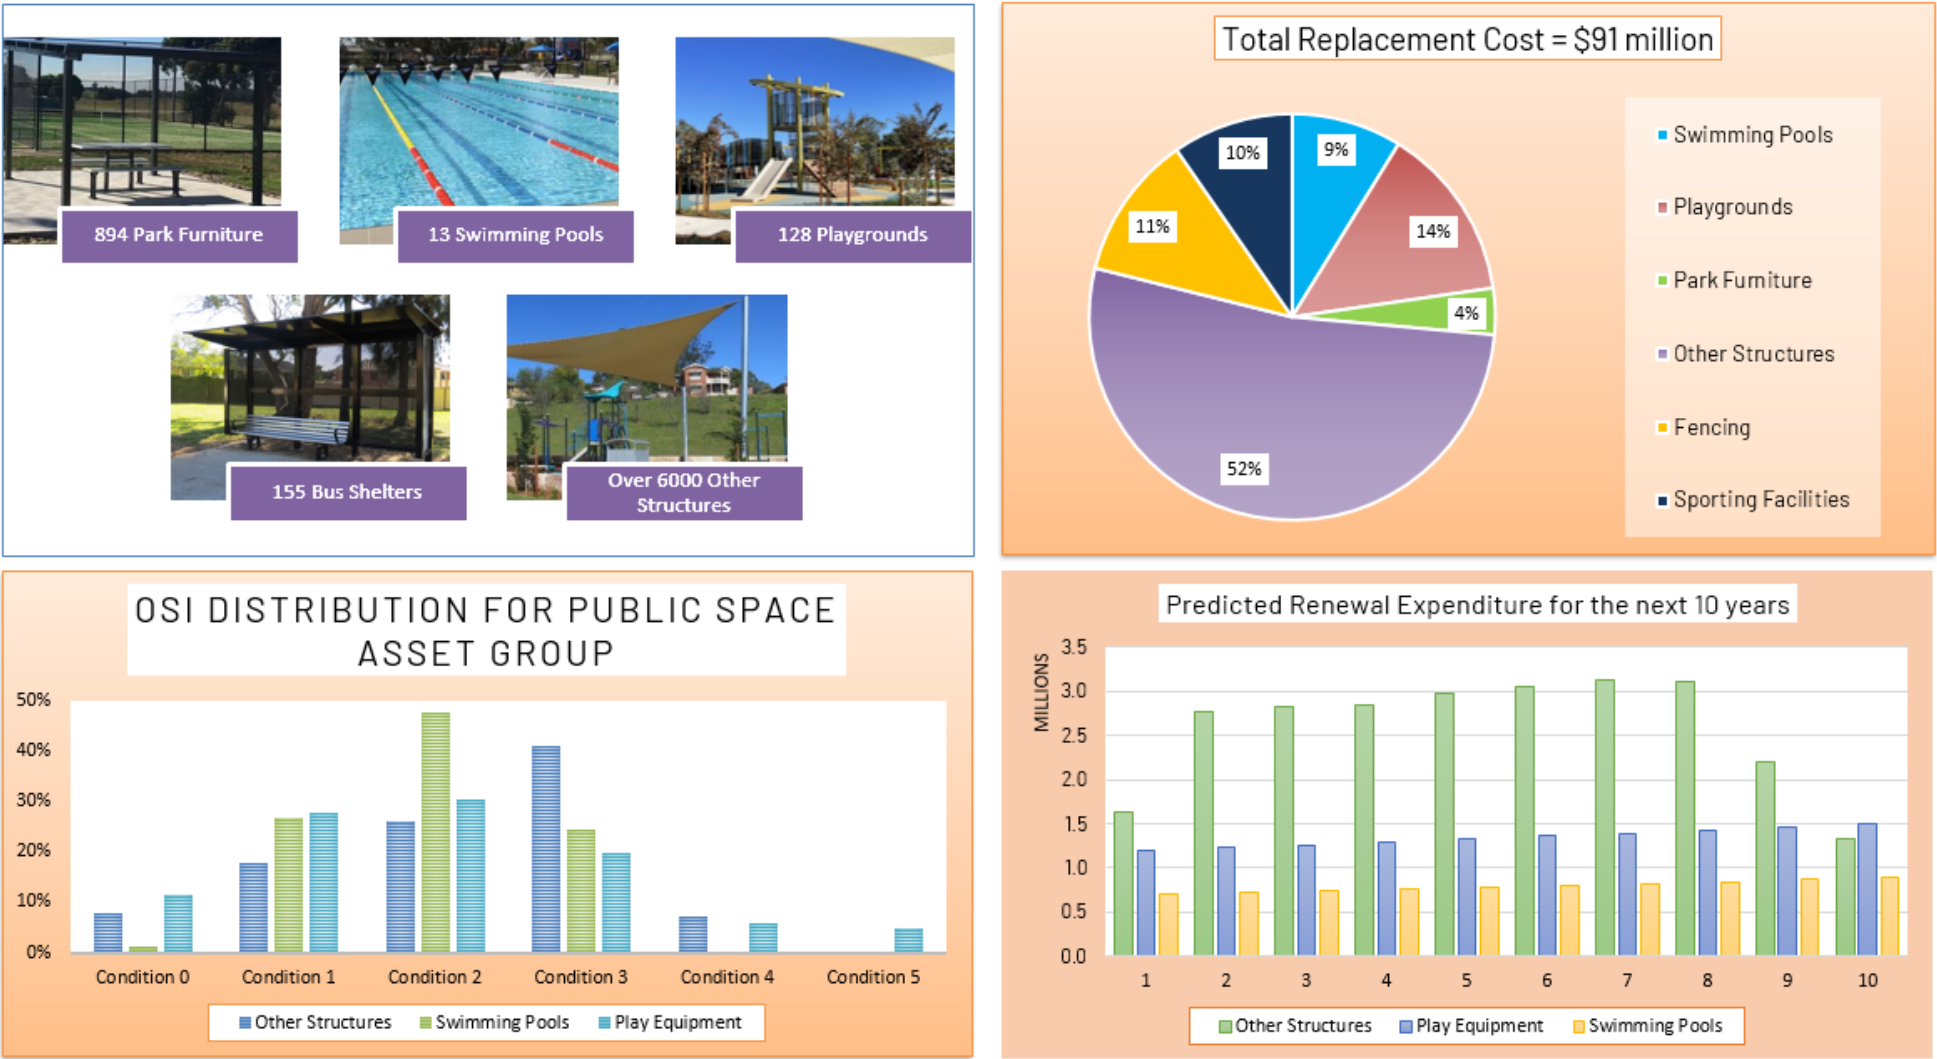 894 Park Furniture
13 Swimming Pools
128 Playgrounds
155 Bus Shelters
Over 6000 Other
Structures
Total Replacement Cost = $91 million
10%
9%
14%
11%
4%
52%
Swimming Pools
Playgrounds
Park Furniture
Other Structures
Fencing
Sporting Facilities
OSI DISTRIBUTION FOR PUBLIC SPACE
ASSET GROUP
50%
40%
30%
20%
10%
0%
Condition 0 Condition 1 Condition 2 Condition 3 Condition 4 Condition 5
Other Structures Swimming Pools Play Equipment
Predicted Renewal Expenditure for the next 10 years
MILLIONS
3.5
3.0
2.5
2.0
1.5
1.0
0.5
0.0
1 2 3 4 5 6 7 8 9 10
Other Structures Play Equipment Swimming Pools